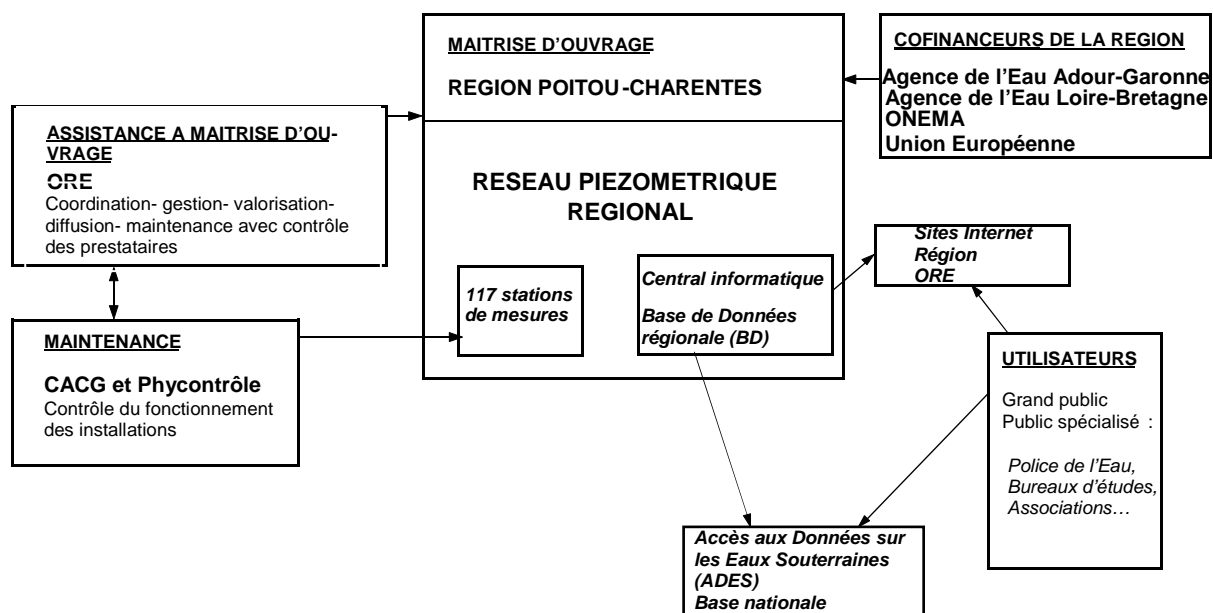 MAITRISE D'OUVRAGE
REGION POITOU-CHARENTES
COFINANCEURS DE LA REGION
Agence de l'Eau Adour-Garonne
Agence de l'Eau Loire-Bretagne
ONEMA
Union Européenne
ASSISTANCE A MAITRISE D'OU-
VRAGE
ORE
Coordination- gestion- valorisation-
diffusion- maintenance avec contrôle
des prestataires
RESEAU PIEZOMETRIQUE
REGIONAL
117 stations
de mesures
Central informatique
Base de Données
régionale (BD)
Sites Internet
Région
ORE
MAINTENANCE
CACG et Phycontrôle
Contrôle du fonctionnement
des installations
UTILISATEURS
Grand public
Public spécialisé :
Police de l'Eau,
Bureaux d'études,
Associations…
Accès aux Données sur
les Eaux Souterraines
(ADES)
Base nationale